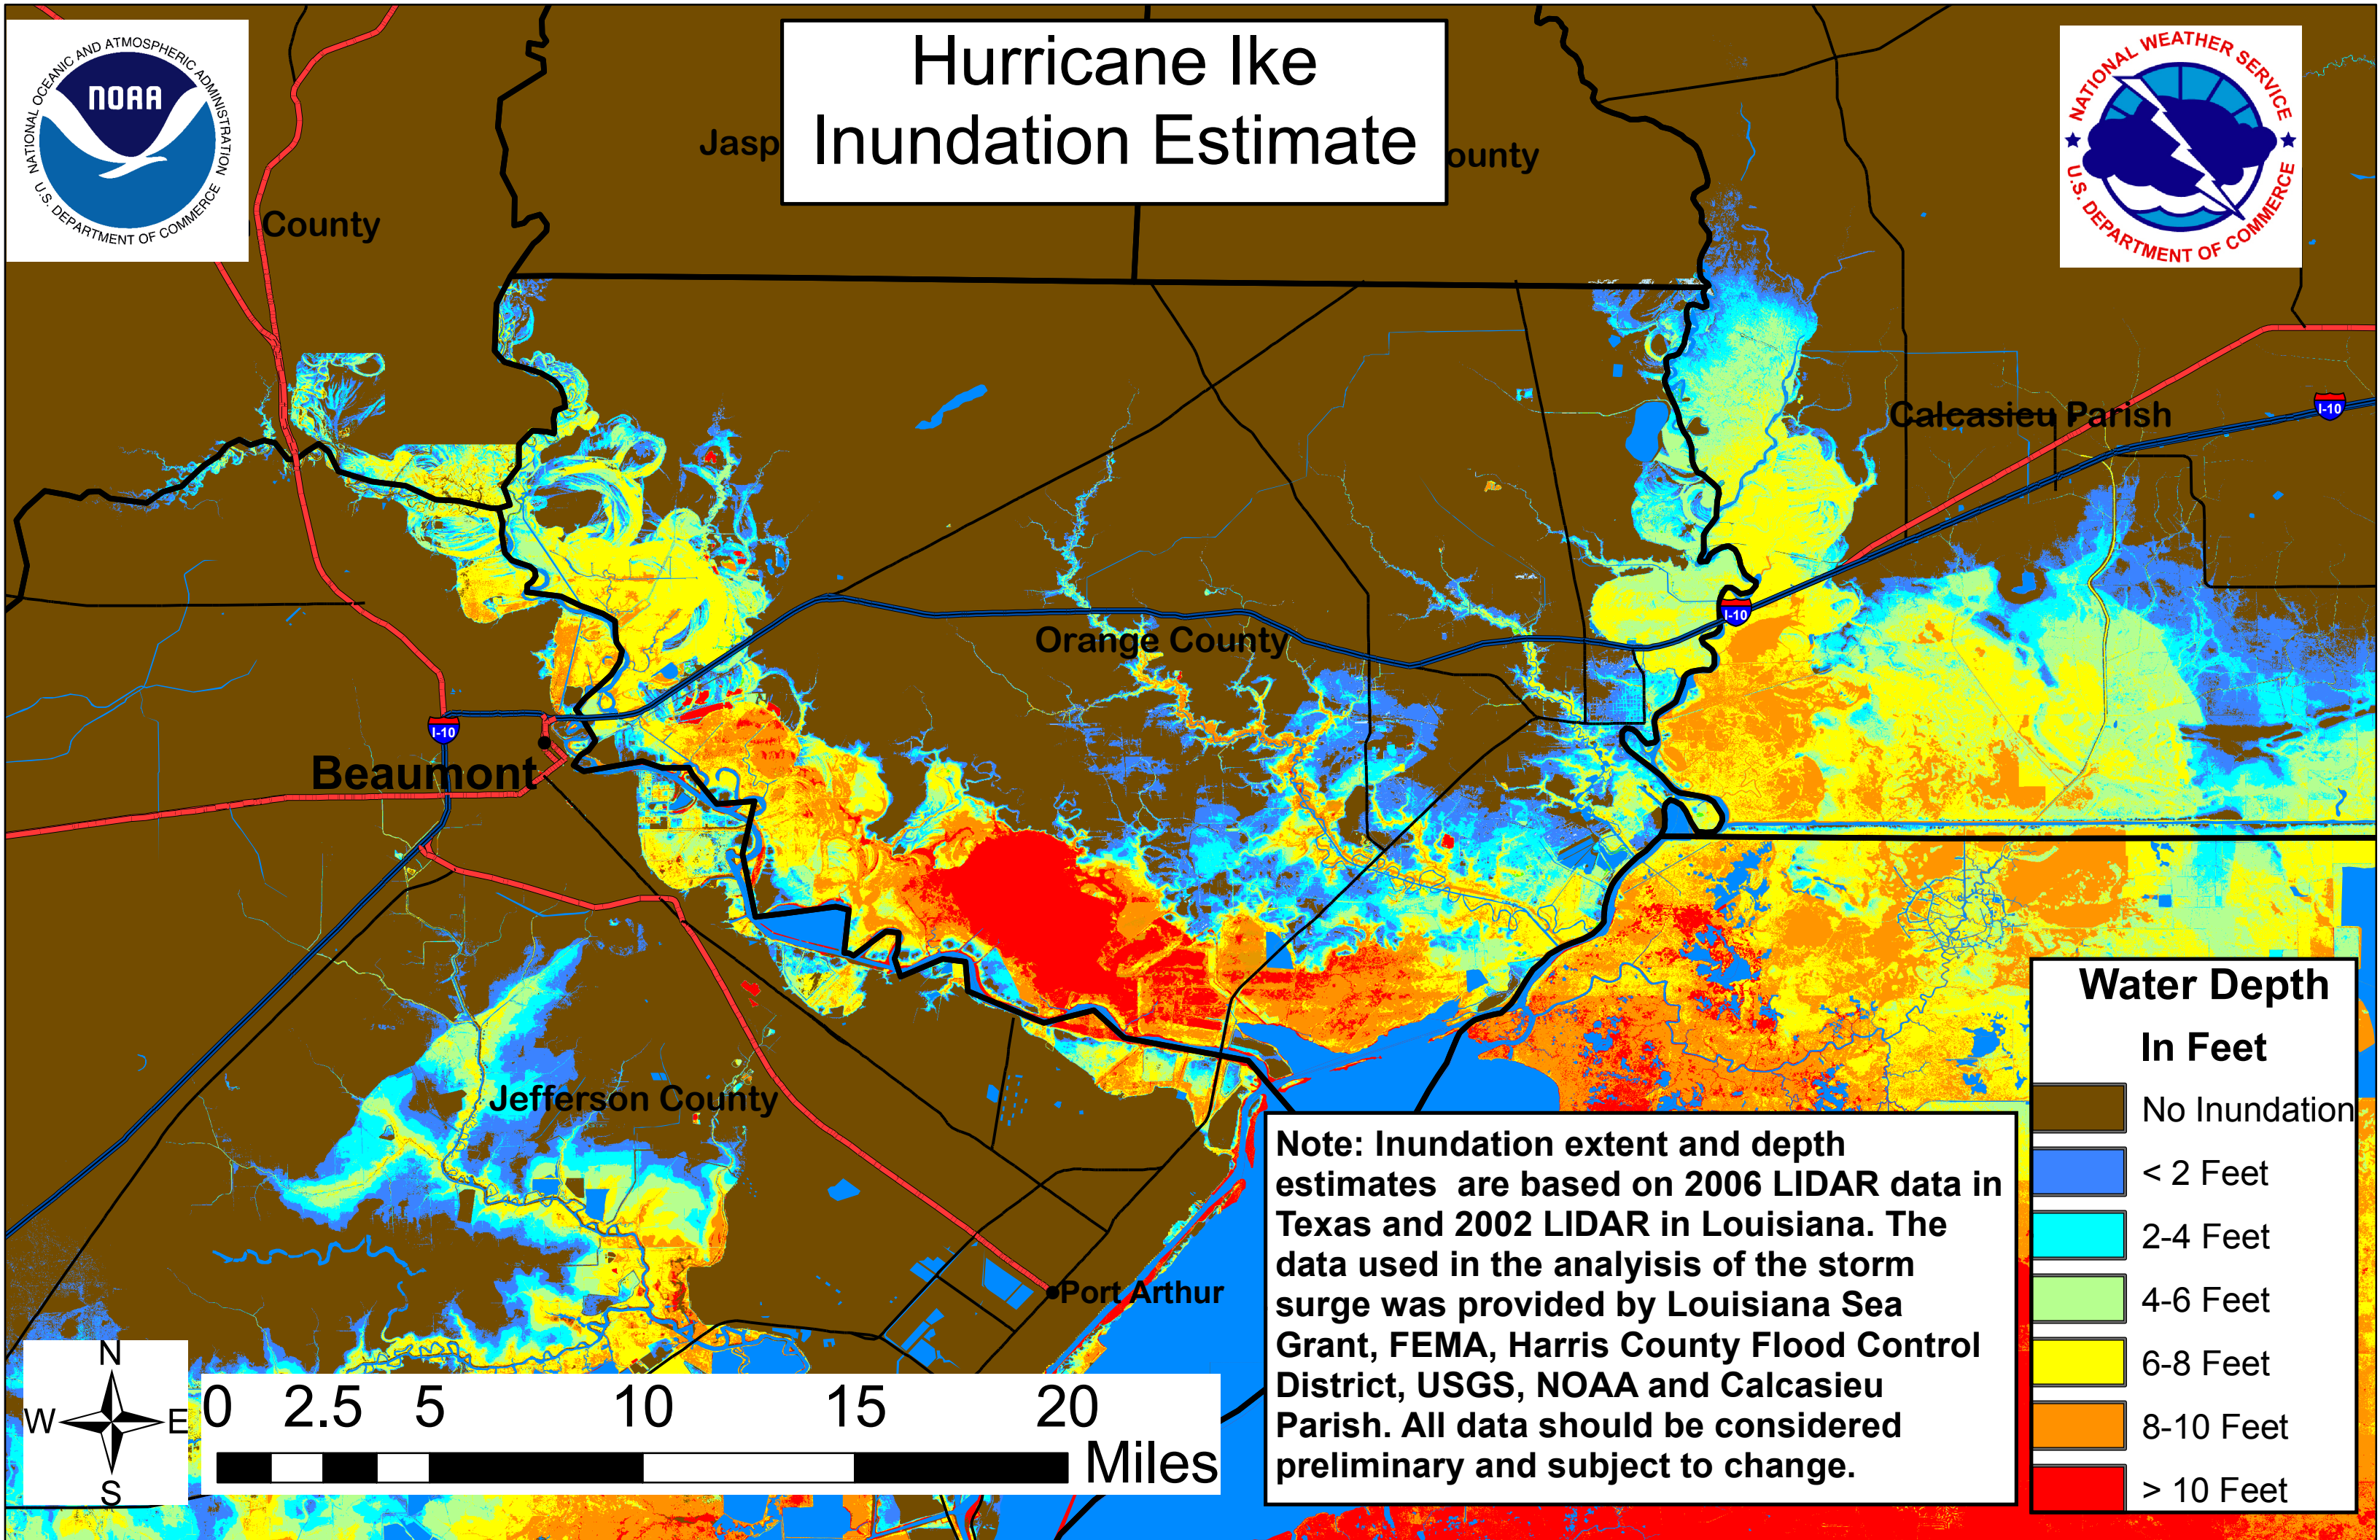 Hurricane Ike
Inundation Estimate
NATIONAL OCEANIC AND ATMOSPHERIC ADMINISTRATION
NOAA
U.S. DEPARTMENT OF COMMERCE
NATIONAL WEATHER SERVICE
U.S. DEPARTMENT OF COMMERCE
Jasp
ounty
County
Calcasieu Parish
I-10
I-10
Orange County
I-10
Beaumont
Jefferson County
Port Arthur
Water Depth
In Feet
No Inundation
< 2 Feet
2-4 Feet
4-6 Feet
6-8 Feet
8-10 Feet
> 10 Feet
Note: Inundation extent and depth
estimates are based on 2006 LIDAR data in
Texas and 2002 LIDAR in Louisiana. The
data used in the analyisis of the storm
surge was provided by Louisiana Sea
Grant, FEMA, Harris County Flood Control
District, USGS, NOAA and Calcasieu
Parish. All data should be considered
preliminary and subject to change.
N
W E
S
0 2.5 5 10 15 20
Miles